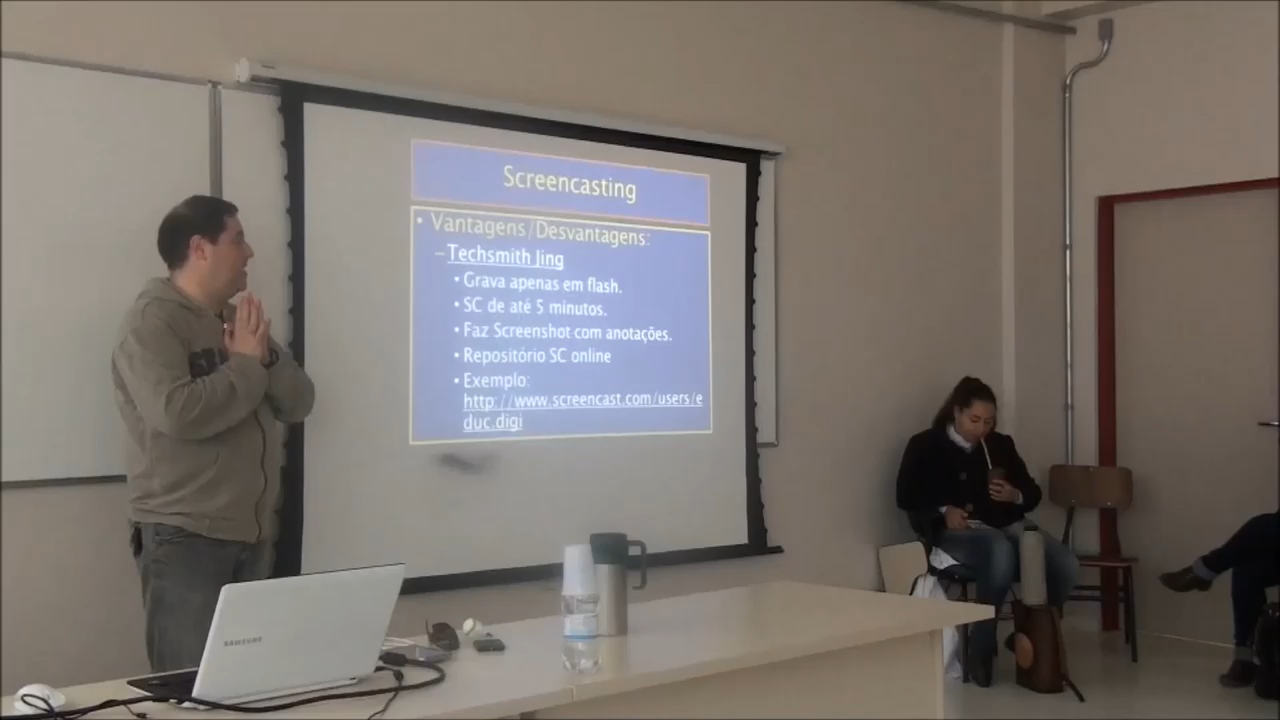 Screencasting
• Vantagens/Desvantagens:
–Techsmith Jing
• Grava apenas em flash.
• SC de até 5 minutos.
• Faz Screenshot com anotações.
• Repositório SC online
• Exemplo:
http://www.screencast.com/users/e
duc.digi
SAMSUNG